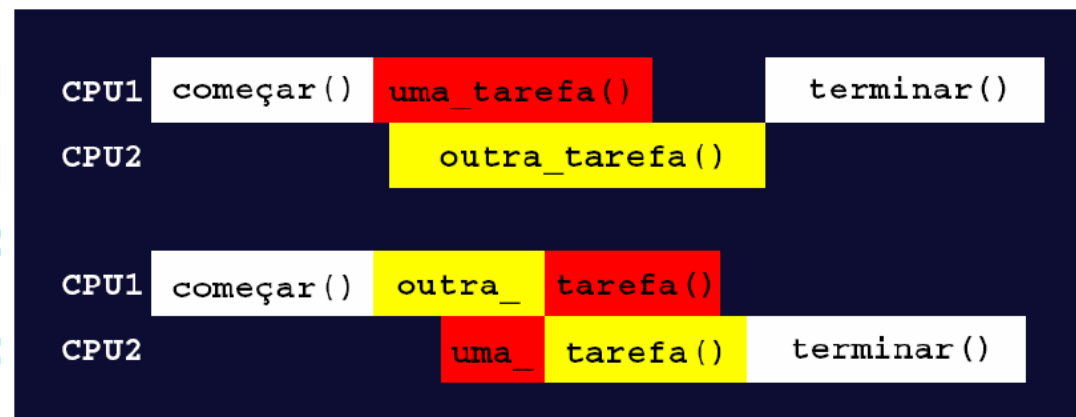 CPU1 começar() uma_tarefa() terminar()
CPU2 outra_tarefa()
CPU1 começar() outra_ tarefa()
CPU2 uma_ tarefa() terminar()